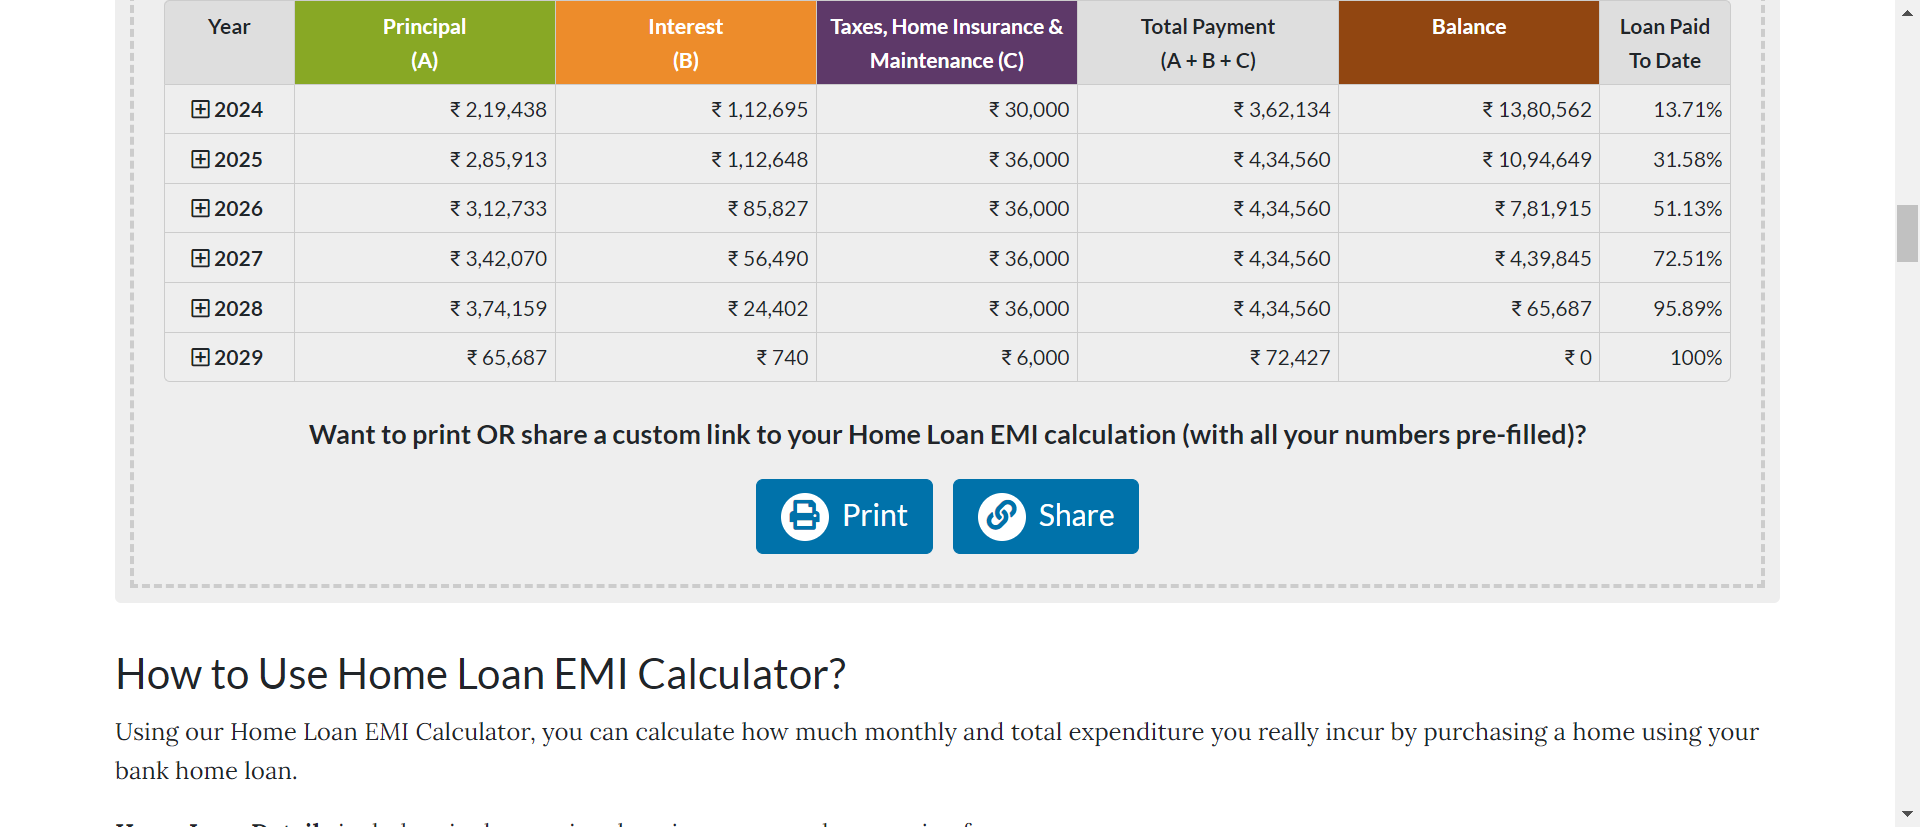 Year Principal Interest Taxes, Home Insurance & Total Payment Balance Loan Paid
(A) (B) Maintenance (C) (A + B + C) To Date
2024 ₹ 2,19,438 ₹ 1,12,695 ₹ 30,000 ₹ 3,62,134 ₹ 13,80,562 13.71%
2025 ₹ 2,85,913 ₹ 1,12,648 ₹ 36,000 ₹ 4,34,560 ₹ 10,94,649 31.58%
2026 ₹ 3,12,733 ₹ 85,827 ₹ 36,000 ₹ 4,34,560 ₹ 7,81,915 51.13%
2027 ₹ 3,42,070 ₹ 56,490 ₹ 36,000 ₹ 4,34,560 ₹ 4,39,845 72.51%
2028 ₹ 3,74,159 ₹ 24,402 ₹ 36,000 ₹ 4,34,560 ₹ 65,687 95.89%
2029 ₹ 65,687 ₹ 740 ₹ 6,000 ₹ 72,427 ₹ 0 100%
Want to print OR share a custom link to your Home Loan EMI calculation (with all your numbers pre-filled)?
Print Share
How to Use Home Loan EMI Calculator?
Using our Home Loan EMI Calculator, you can calculate how much monthly and total expenditure you really incur by purchasing a home using your
bank home loan.